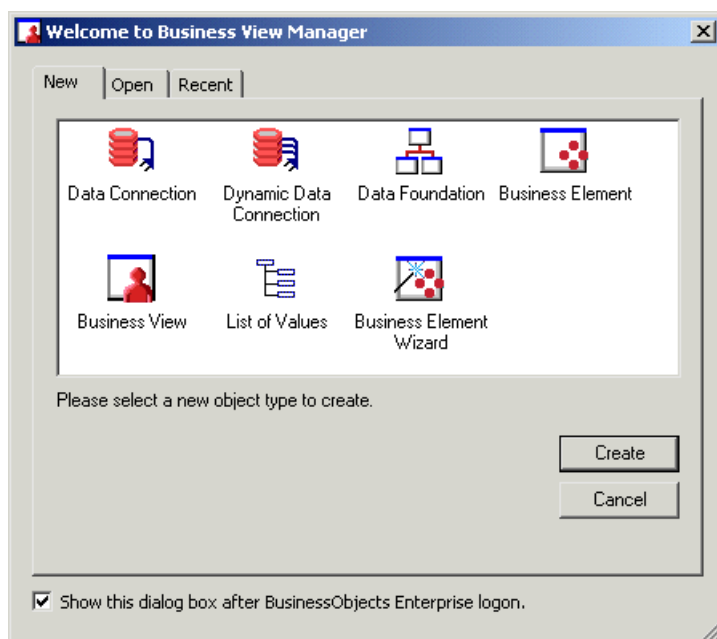 Welcome to Business View Manager
New Open Recent
Data Connection Dynamic Data Connection Data Foundation Business Element
Business View List of Values Business Element Wizard
Please select a new object type to create.
Create
Cancel
Show this dialog box after BusinessObjects Enterprise logon.